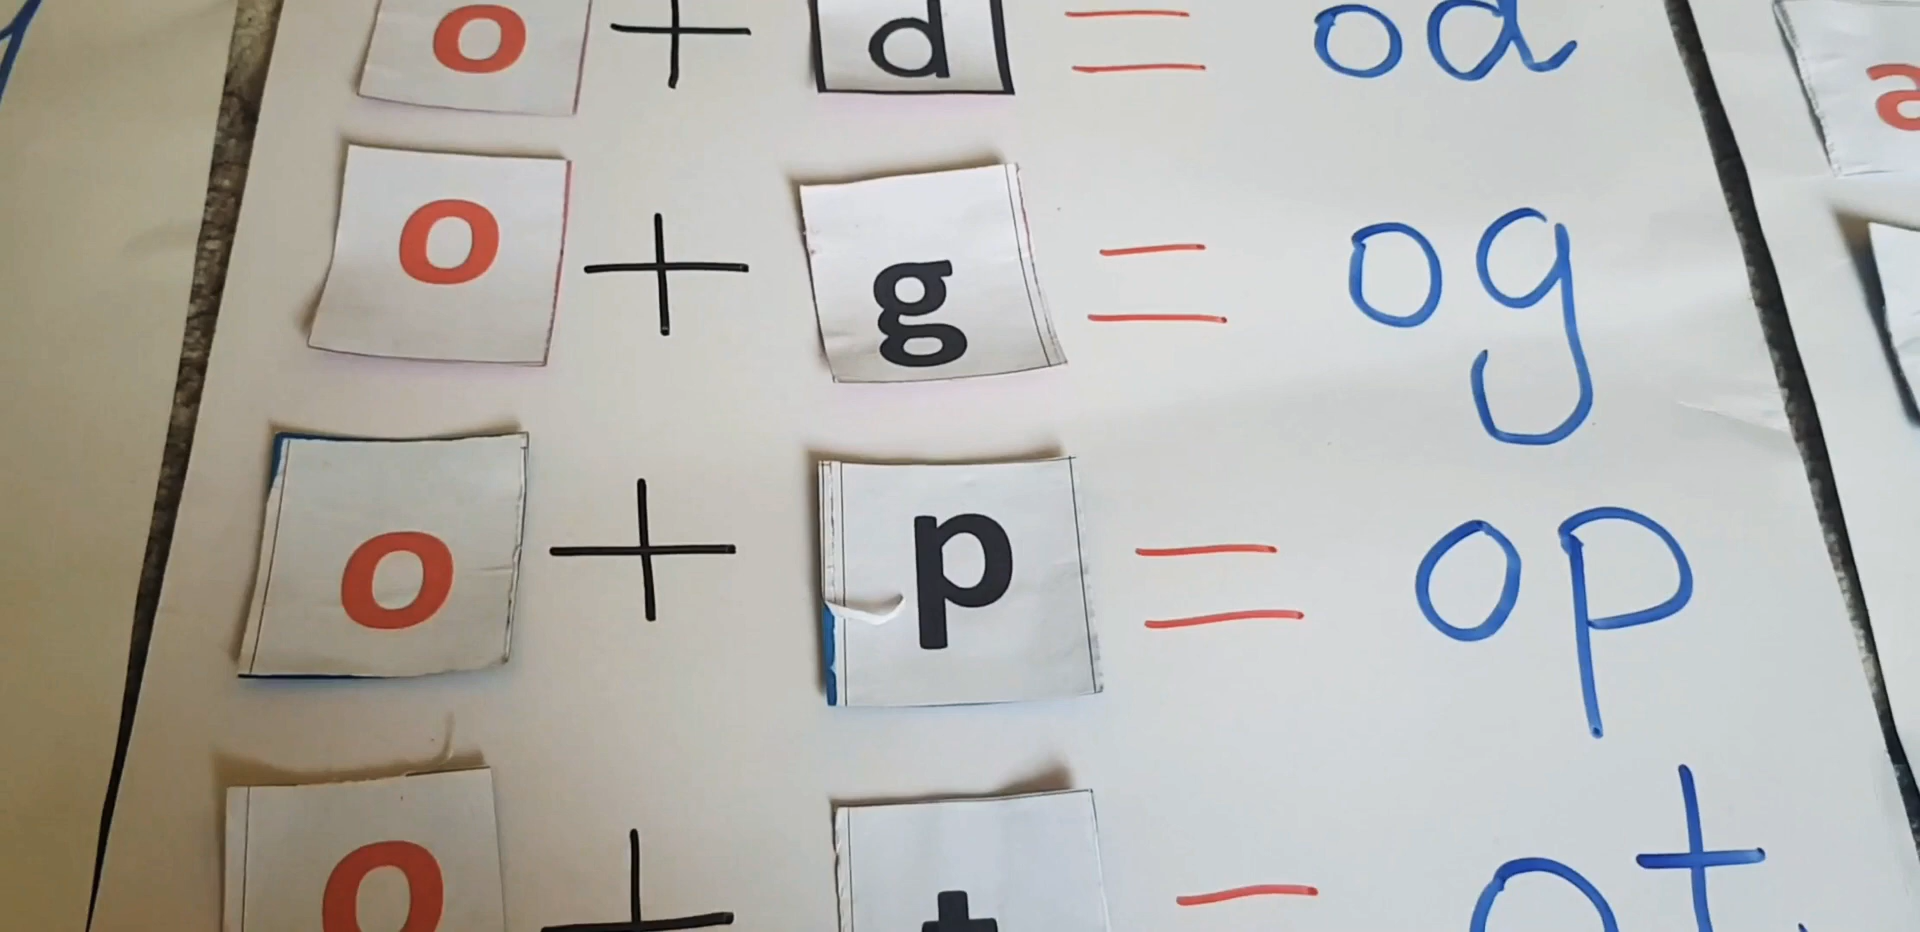 o + d = od
o + g = og
o + p = op
o + t = ot
a